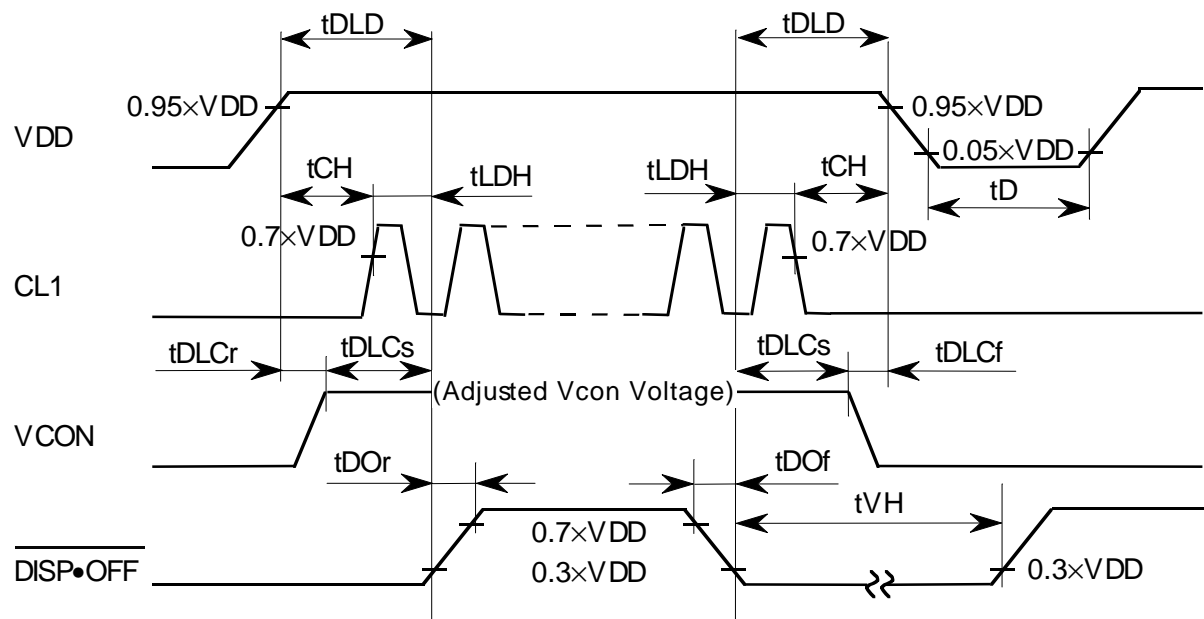 tDLD tDLD
0.95×VDD 0.95×VDD
VDD
0.05×VDD
tCH tLDH tLDH tCH
tD
0.7×VDD 0.7×VDD
CL1
tDLCr tDLCs tDLCs tDLCf
(Adjusted Vcon Voltage)
VCON
tDOr tDOf
tVH
0.7×VDD
DISP•OFF 0.3×VDD 0.3×VDD